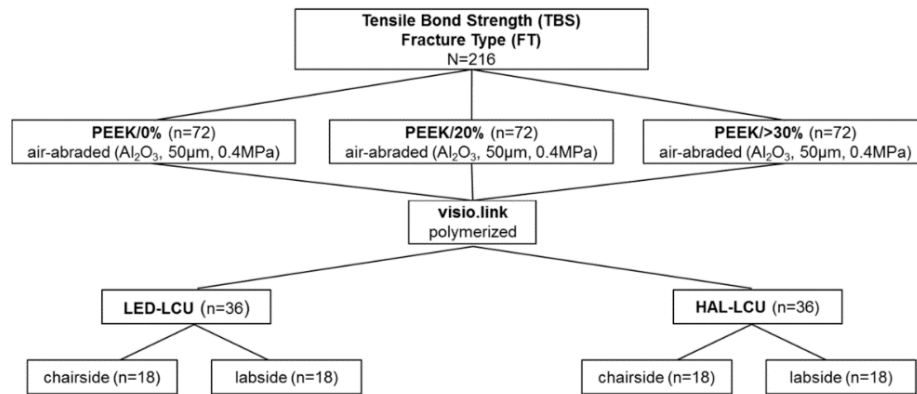 Tensile Bond Strength (TBS)
Fracture Type (FT)
N=216
PEEK/0% (n=72)
air-abraded (Al₂O₃, 50µm, 0.4MPa)
PEEK/20% (n=72)
air-abraded (Al₂O₃, 50µm, 0.4MPa)
PEEK/>30% (n=72)
air-abraded (Al₂O₃, 50µm, 0.4MPa)
visio.link
polymerized
LED-LCU (n=36)
HAL-LCU (n=36)
chairside (n=18)
labside (n=18)
chairside (n=18)
labside (n=18)